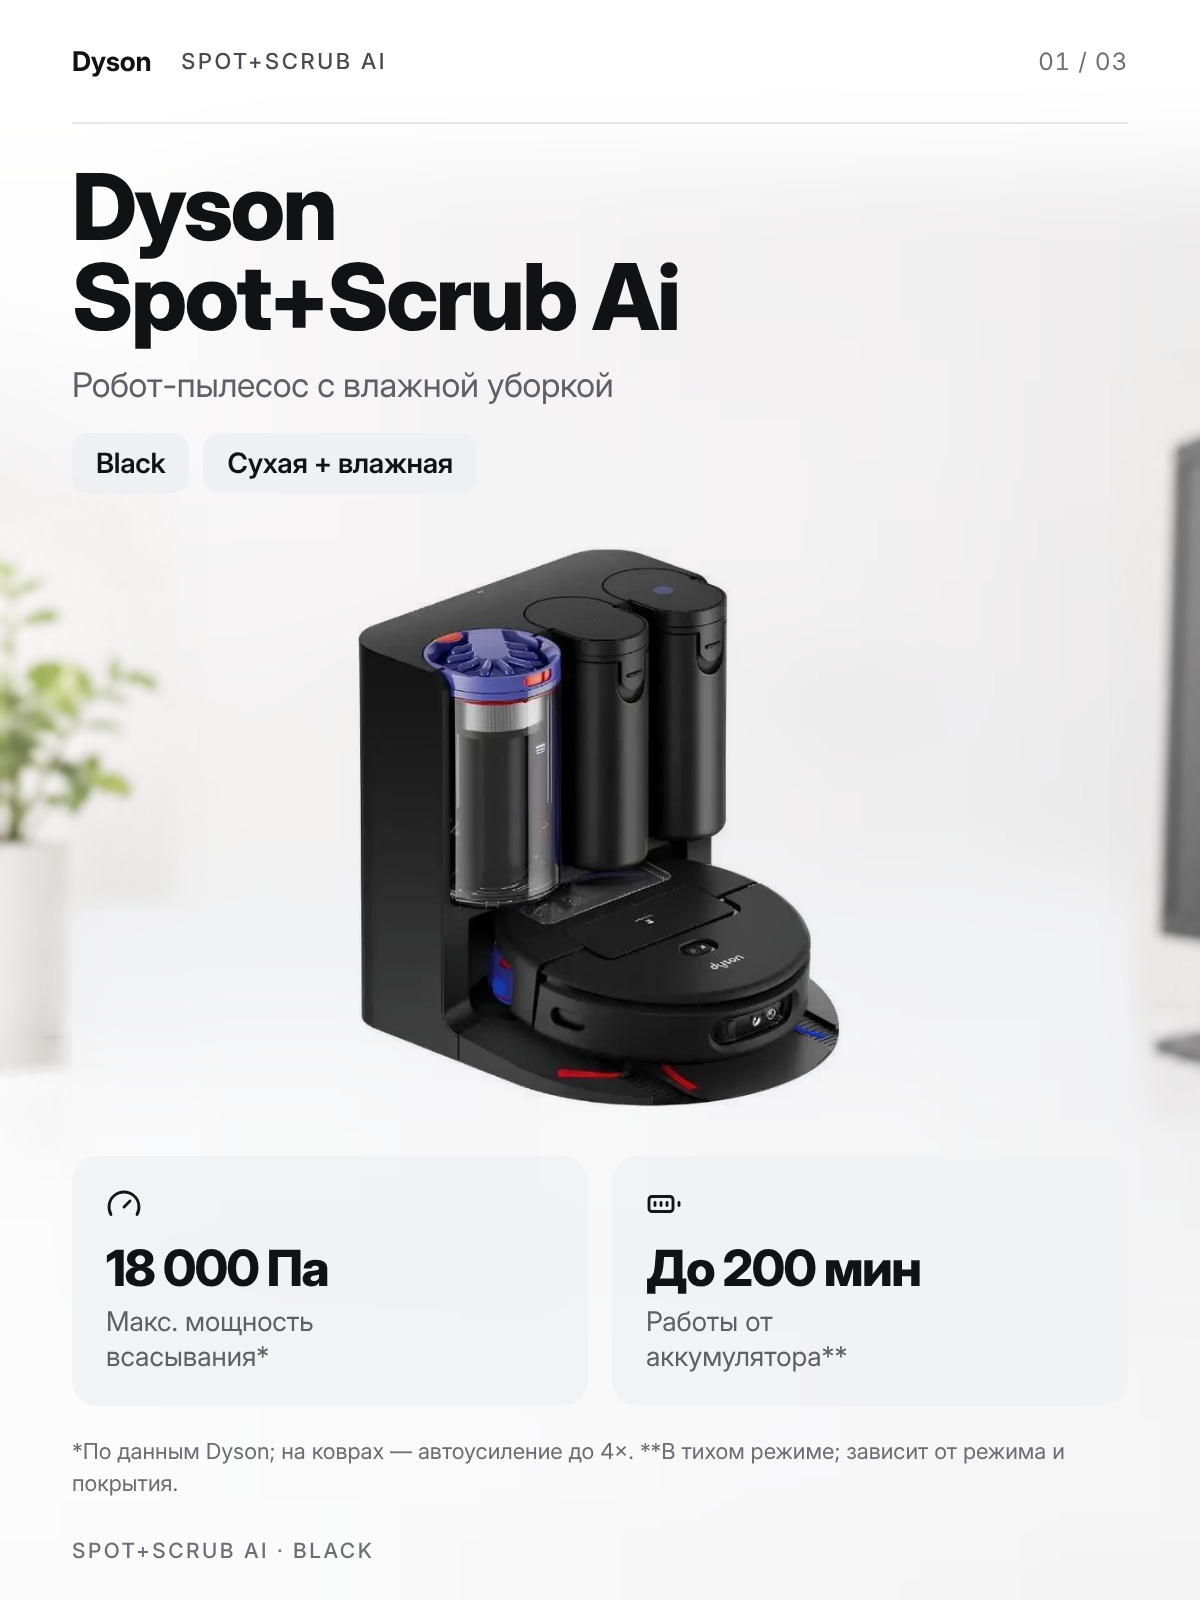 Dyson SPOT+SCRUB AI 01 / 03
Dyson
Spot+Scrub Ai
Робот-пылесос с влажной уборкой
Black Сухая + влажная
dyson
18 000 Па
Макс. мощность
всасывания*
До 200 мин
Работы от
аккумулятора**
*По данным Dyson; на коврах — автоусиление до 4×. **В тихом режиме; зависит от режима и
покрытия.
SPOT+SCRUB AI · BLACK